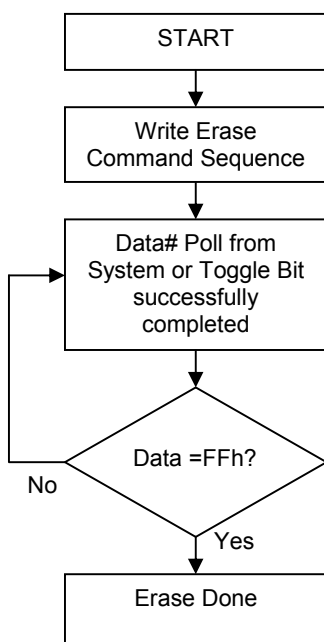 START
Write Erase
Command Sequence
Data# Poll from
System or Toggle Bit
successfully
completed
Data =FFh?
No
Yes
Erase Done